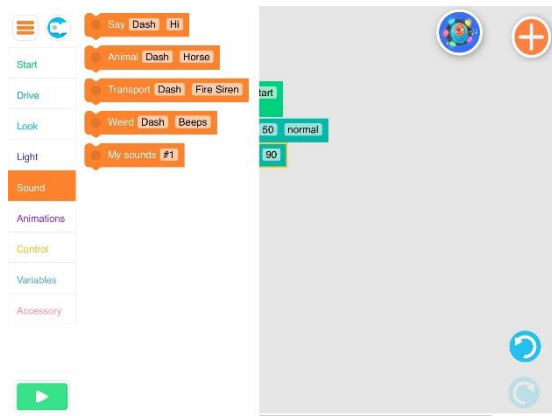 Start
Drive
Look
Light
Sound
Animations
Control
Variables
Accessory
Say Dash Hi
Animal Dash Horse
Transport Dash Fire Siren
Weird Dash Beeps
My sounds #1
tart
50 normal
90